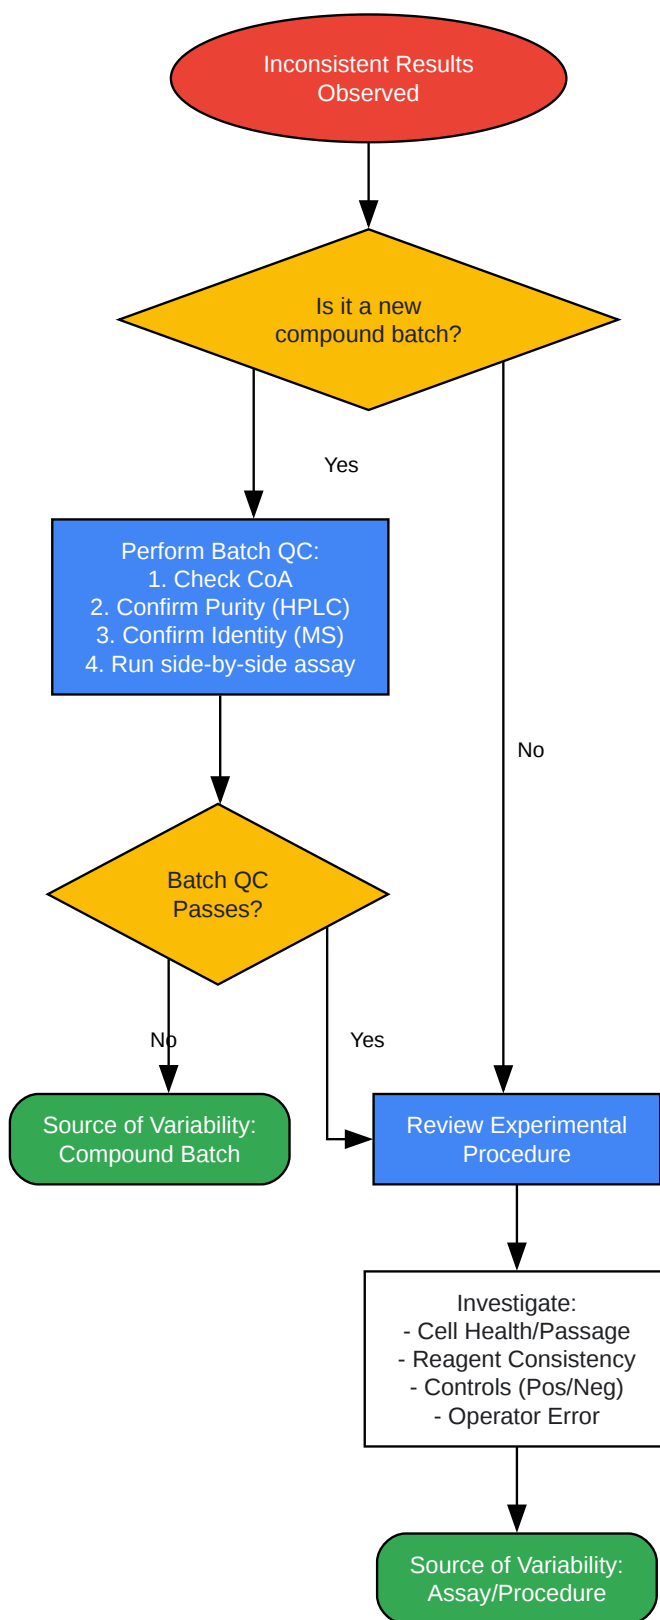 Inconsistent Results
Observed
Is it a new
compound batch?
Yes
Perform Batch QC:
1. Check CoA
2. Confirm Purity (HPLC)
3. Confirm Identity (MS)
4. Run side-by-side assay
No
Batch QC
Passes?
No
Yes
Source of Variability:
Compound Batch
Review Experimental
Procedure
Investigate:
- Cell Health/Passage
- Reagent Consistency
- Controls (Pos/Neg)
- Operator Error
Source of Variability:
Assay/Procedure